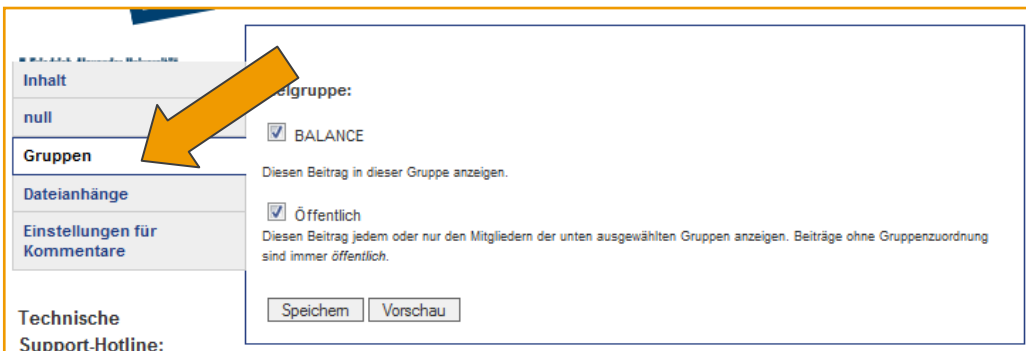 Inhalt
null
Gruppen
Dateianhänge
Einstellungen für
Kommentare
Technische
Support-Hotline:
BALANCE
Diesen Beitrag in dieser Gruppe anzeigen.
Öffentlich
Diesen Beitrag jedem oder nur den Mitgliedern der unten ausgewählten Gruppen anzeigen. Beiträge ohne Gruppenzuordnung
sind immer öffentlich.
Speichern Vorschau